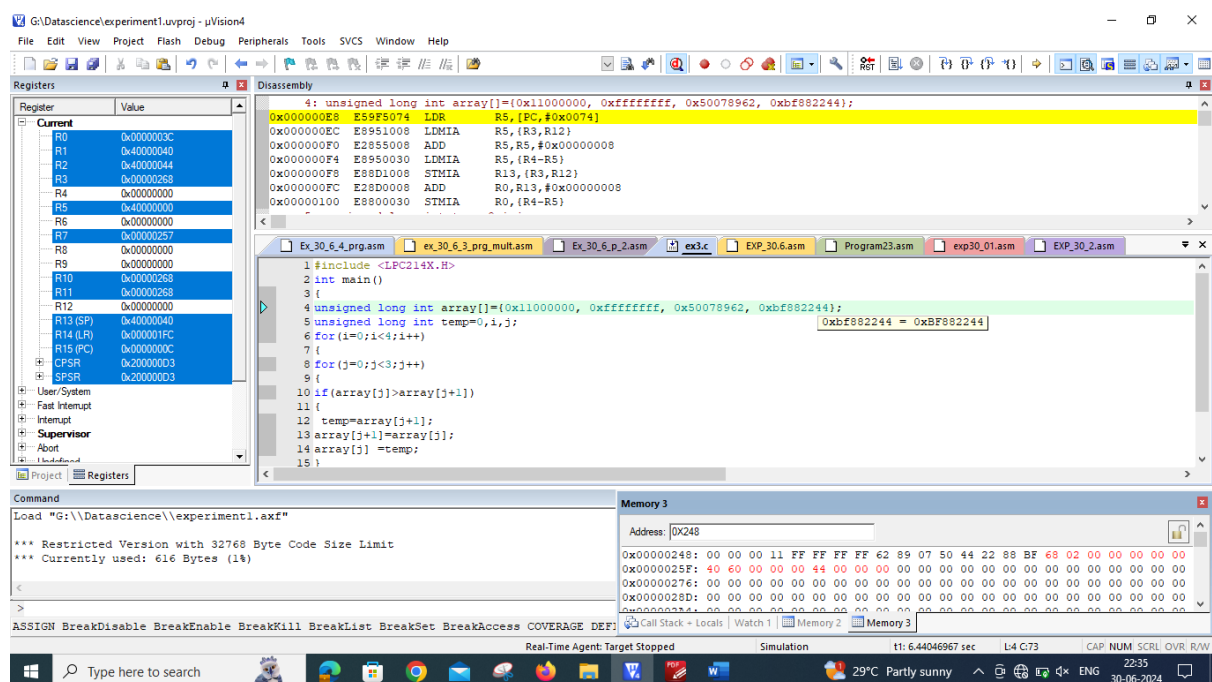 G:\Datascience\experiment1.uvproj - µVision4
File Edit View Project Flash Debug Peripherals Tools SVCS Window Help
Registers
Register Value
Current
R0 0x0000003C
R1 0x40000040
R2 0x40000044
R3 0x00000268
R4 0x00000000
R5 0x40000000
R6 0x00000000
R7 0x00000257
R8 0x00000000
R9 0x00000000
R10 0x00000268
R11 0x00000268
R12 0x00000000
R13 (SP) 0x40000040
R14 (LR) 0x000001FC
R15 (PC) 0x0000000C
CPSR 0x200000D3
SPSR 0x200000D3
User/System
Fast Interrupt
Interrupt
Supervisor
Abort
Undefined
Project Registers
Disassembly
4: unsigned long int array[]={0x11000000, 0xffffffff, 0x50078962, 0xbf882244};
0x000000E8 E59F5074 LDR R5,[PC,#0x0074]
0x000000EC E8951008 LDMIA R5,{R3,R12}
0x000000F0 E2855008 ADD R5,R5,#0x00000008
0x000000F4 E8950030 LDMIA R5,{R4-R5}
0x000000F8 E88D1008 STMIA R13,{R3,R12}
0x000000FC E28D0008 ADD R0,R13,#0x00000008
0x00000100 E8800030 STMIA R0,{R4-R5}
Ex_30_6_4_prg.asm ex_30_6_3_prg_mult.asm Ex_30_6_p_2.asm ex3.c EXP_30.6.asm Program23.asm exp30_01.asm EXP_30_2.asm
1 #include <LPC214X.H>
2 int main()
3 {
4 unsigned long int array[]={0x11000000, 0xffffffff, 0x50078962, 0xbf882244};
5 unsigned long int temp=0,i,j;
0xbf882244 = 0xBF882244
6 for(i=0;i<4;i++)
7 {
8 for(j=0;j<3;j++)
9 {
10 if(array[j]>array[j+1])
11 {
12 temp=array[j+1];
13 array[j+1]=array[j];
14 array[j] =temp;
15 }
Command
Load "G:\\Datascience\\experiment1.axf"
*** Restricted Version with 32768 Byte Code Size Limit
*** Currently used: 616 Bytes (1%)
>
ASSIGN BreakDisable BreakEnable BreakKill BreakList BreakSet BreakAccess COVERAGE DEFI
Memory 3
Address: 0X248
0x00000248: 00 00 00 11 FF FF FF FF 62 89 07 50 44 22 88 BF 68 02 00 00 00 00 00
0x0000025F: 40 60 00 00 00 44 00 00 00 00 00 00 00 00 00 00 00 00 00 00 00 00 00
0x00000276: 00 00 00 00 00 00 00 00 00 00 00 00 00 00 00 00 00 00 00 00 00 00 00
0x0000028D: 00 00 00 00 00 00 00 00 00 00 00 00 00 00 00 00 00 00 00 00 00 00 00
Call Stack + Locals Watch 1 Memory 2 Memory 3
Real-Time Agent: Target Stopped Simulation t1: 6.44046967 sec L:4 C:73 CAP NUM SCRL OVR R/W
Type here to search
29°C Partly sunny
ENG
22:35
30-06-2024